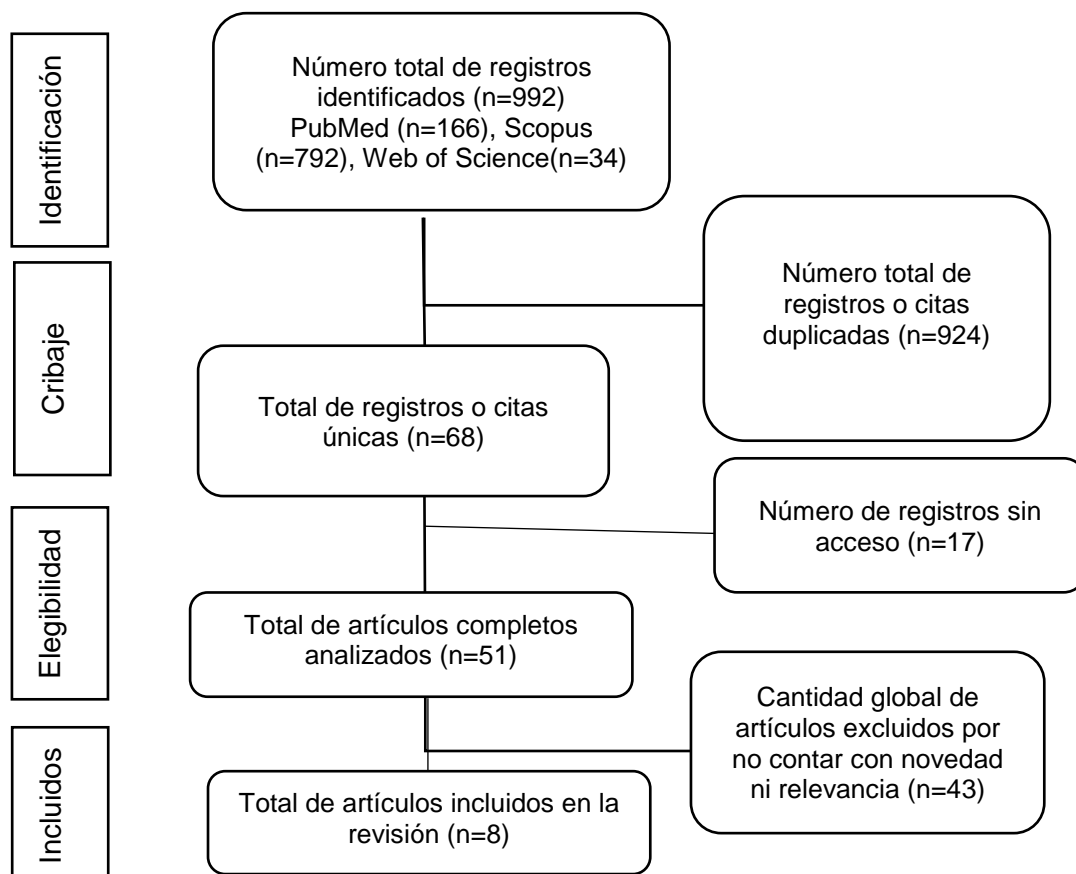 Identificación
Número total de registros
identificados (n=992)
PubMed (n=166), Scopus
(n=792), Web of Science(n=34)
Número total de
registros o citas
duplicadas (n=924)
Cribaje
Total de registros o citas
únicas (n=68)
Número de registros sin
acceso (n=17)
Elegibilidad
Total de artículos completos
analizados (n=51)
Cantidad global de
artículos excluidos por
no contar con novedad
ni relevancia (n=43)
Incluidos
Total de artículos incluidos en la
revisión (n=8)